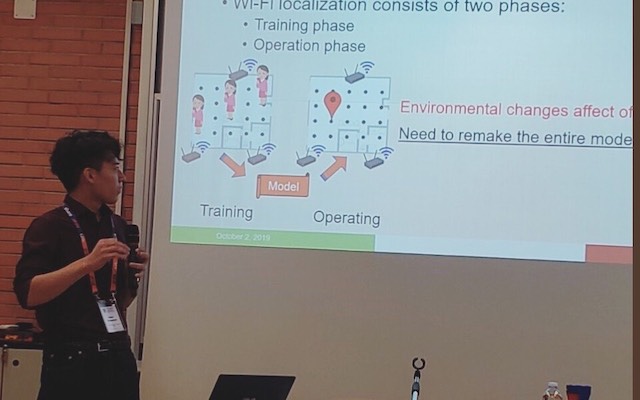 • Wi-Fi localization consists of two phases:
• Training phase
• Operation phase
Environmental changes affect of
Need to remake the entire mode
Model
Training
Operating
October 2, 2019